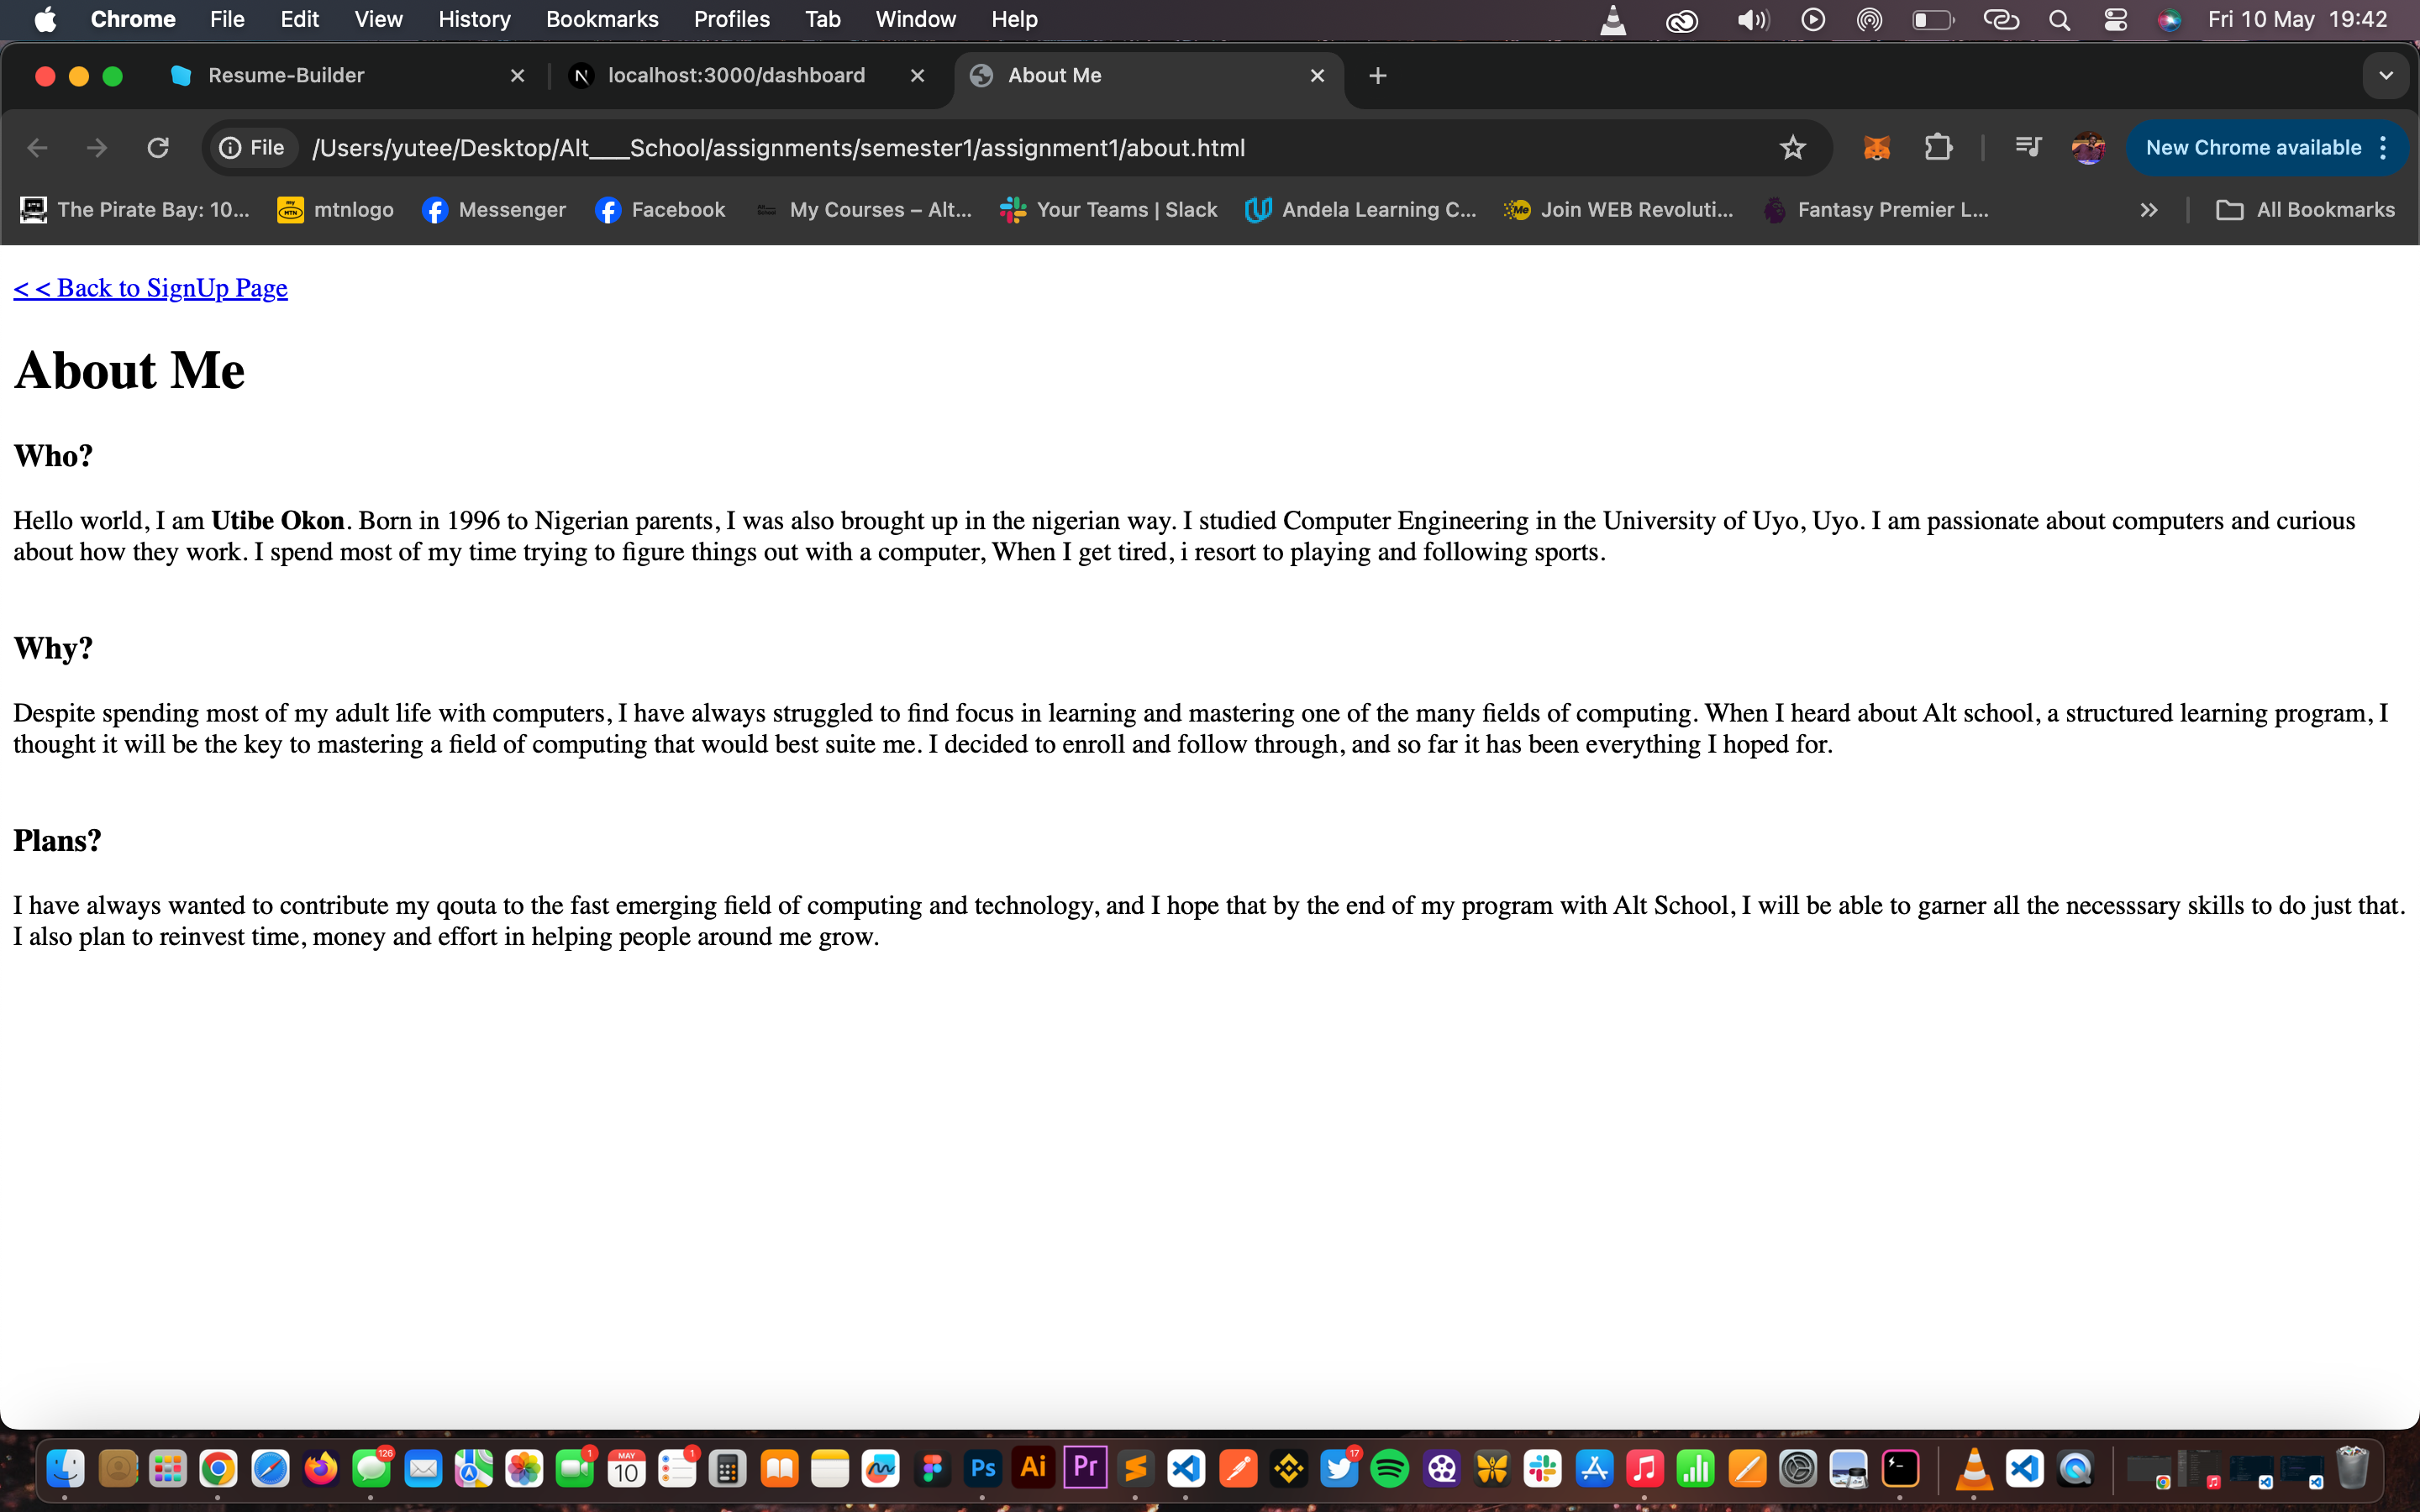 Chrome File Edit View History Bookmarks Profiles Tab Window Help Fri 10 May 19:42
Resume-Builder localhost:3000/dashboard About Me
File /Users/yutee/Desktop/Alt___School/assignments/semester1/assignment1/about.html New Chrome available
The Pirate Bay: 10... mtnlogo Messenger Facebook My Courses – Alt... Your Teams | Slack Andela Learning C... Join WEB Revoluti... Fantasy Premier L... All Bookmarks
< < Back to SignUp Page
About Me
Who?
Hello world, I am Utibe Okon. Born in 1996 to Nigerian parents, I was also brought up in the nigerian way. I studied Computer Engineering in the University of Uyo, Uyo. I am passionate about computers and curious
about how they work. I spend most of my time trying to figure things out with a computer, When I get tired, i resort to playing and following sports.
Why?
Despite spending most of my adult life with computers, I have always struggled to find focus in learning and mastering one of the many fields of computing. When I heard about Alt school, a structured learning program, I
thought it will be the key to mastering a field of computing that would best suite me. I decided to enroll and follow through, and so far it has been everything I hoped for.
Plans?
I have always wanted to contribute my qouta to the fast emerging field of computing and technology, and I hope that by the end of my program with Alt School, I will be able to garner all the necesssary skills to do just that.
I also plan to reinvest time, money and effort in helping people around me grow.
126 1 MAY 10 1 Ps Ai Pr 17